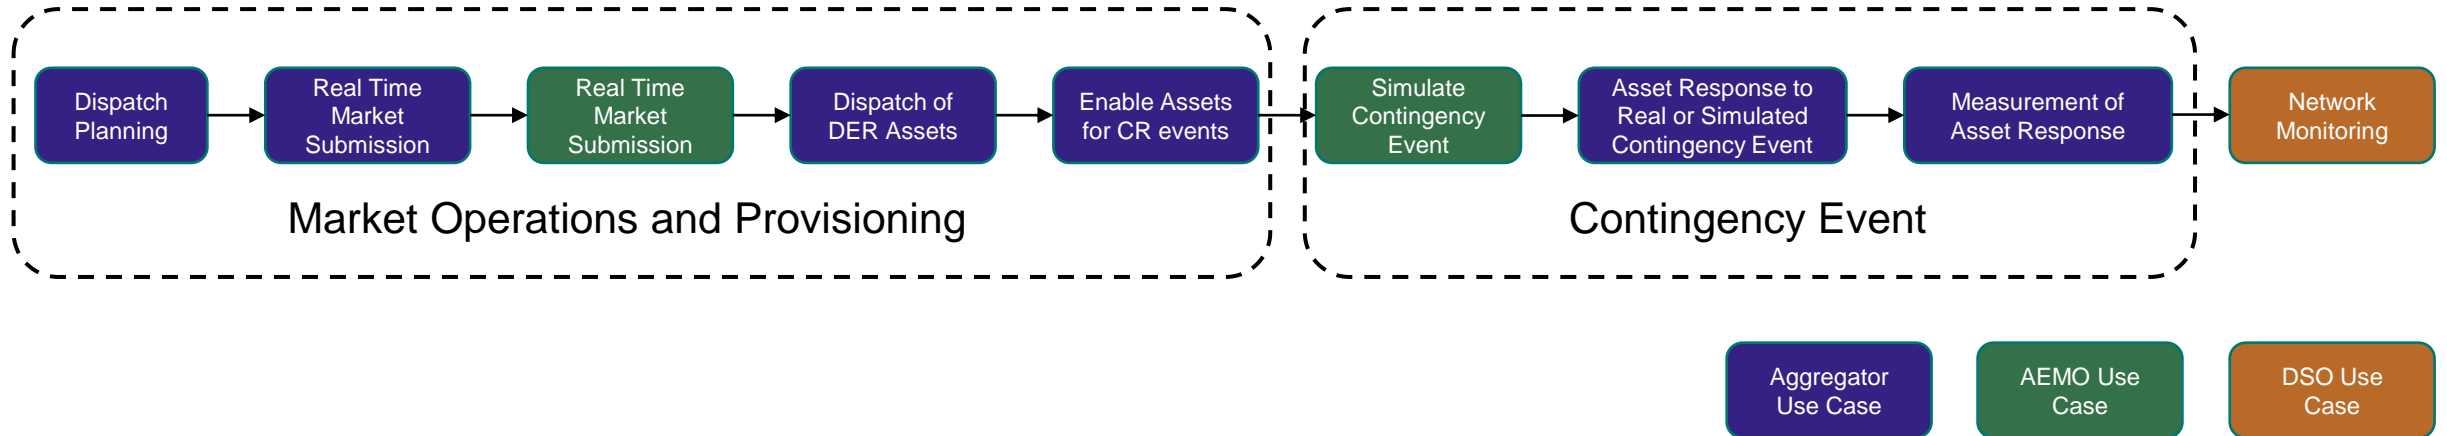 Dispatch
Planning
Real Time
Market
Submission
Real Time
Market
Submission
Dispatch of
DER Assets
Enable Assets
for CR events
Simulate
Contingency
Event
Asset Response to
Real or Simulated
Contingency Event
Measurement of
Asset Response
Network
Monitoring
Market Operations and Provisioning
Contingency Event
Aggregator
Use Case
AEMO Use
Case
DSO Use
Case